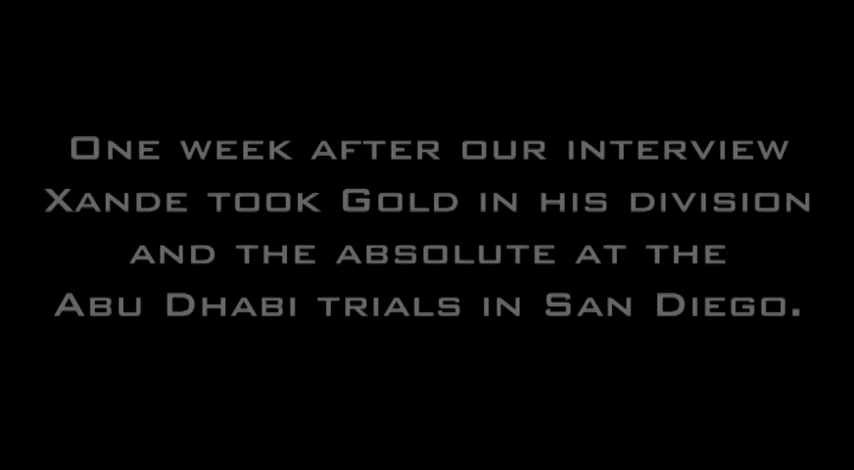 One week after our interview
Xande took Gold in his division
and the absolute at the
Abu Dhabi trials in San Diego.